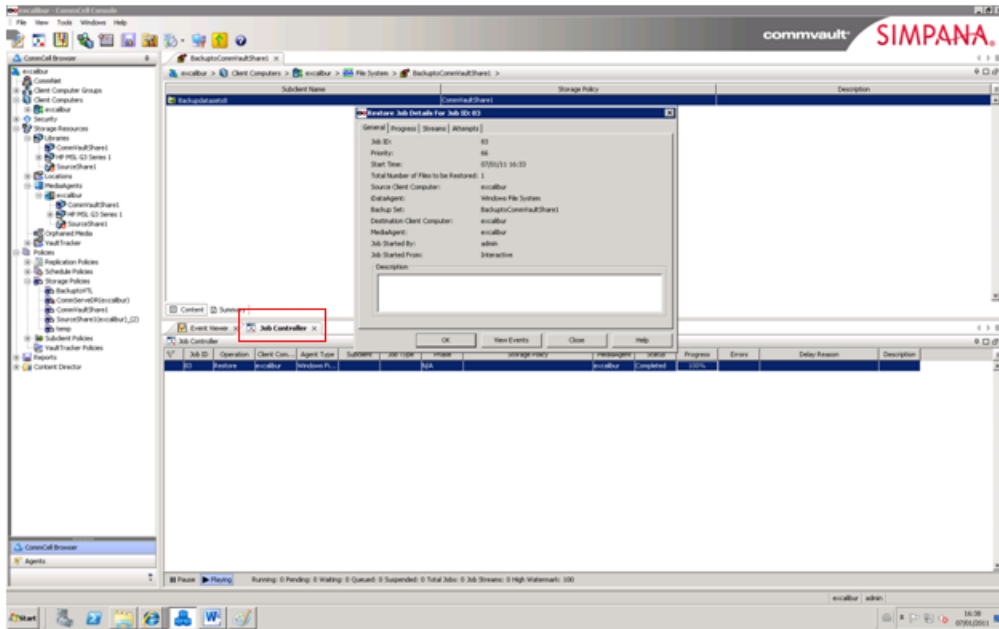 excalibur - CommCell Console
File View Tools Windows Help
commvault SIMPANA.
CommCell Browser
excalibur
CommNet
Client Computer Groups
Client Computers
excalibur
Security
Storage Resources
Libraries
CommVaultShare1
HP MSL G3 Series 1
SourceShare1
Locations
MediaAgents
excalibur
CommVaultShare1
HP MSL G3 Series 1
SourceShare1
Orphaned Media
VaultTracker
Policies
Replication Policies
Schedule Policies
Storage Policies
BackuptoVTL
CommServeDR(excalibur)
CommVaultShare1
SourceShare1(excalibur)_(2)
temp
Subclient Policies
VaultTracker Policies
Reports
Content Director
CommCell Browser
Agents
BackuptoCommVaultShare1
excalibur > Client Computers > excalibur > File System > BackuptoCommVaultShare1 >
Subclient Name Storage Policy Description
CommVaultShare1
Restore Job Details For Job ID: 83
General Progress Streams Attempts
Job ID: 83
Priority: 66
Start Time: 07/01/11 16:33
Total Number of Files to be Restored: 1
Source Client Computer: excalibur
iDataAgent: Windows File System
Backup Set: BackuptoCommVaultShare1
Destination Client Computer: excalibur
MediaAgent: excalibur
Job Started By: admin
Job Started From: Interactive
Description
OK View Events Close Help
Content Summary
Event Viewer Job Controller
Job Controller
Job ID Operation Client Com... Agent Type Subclient Job Type Phase Storage Policy MediaAgent Status Progress Errors Delay Reason Description
83 Restore excalibur Windows Fi... N/A excalibur Completed 100%
Pause Playing Running: 0 Pending: 0 Waiting: 0 Queued: 0 Suspended: 0 Total Jobs: 0 Job Streams: 0 High Watermark: 100
excalibur admin
Start
16:38
07/01/2011